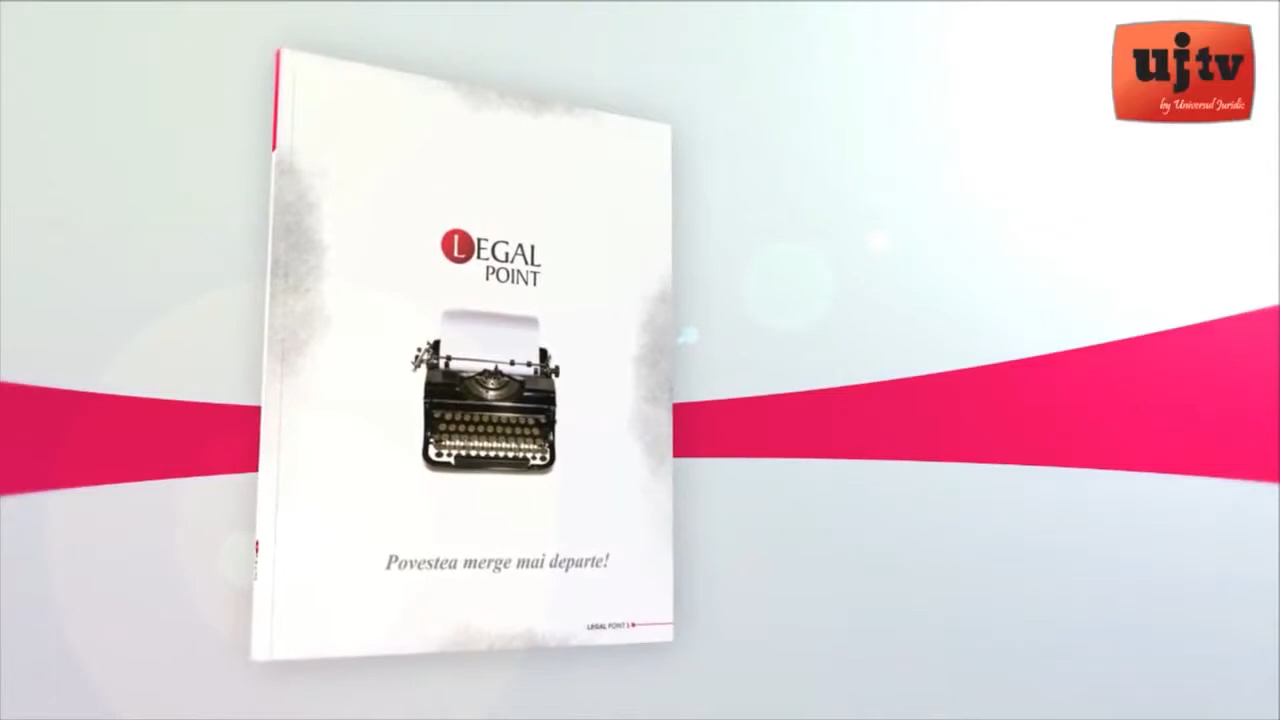 ujtv
by Universul Juridic
LEGAL
POINT
Povestea merge mai departe!
LEGAL POINT